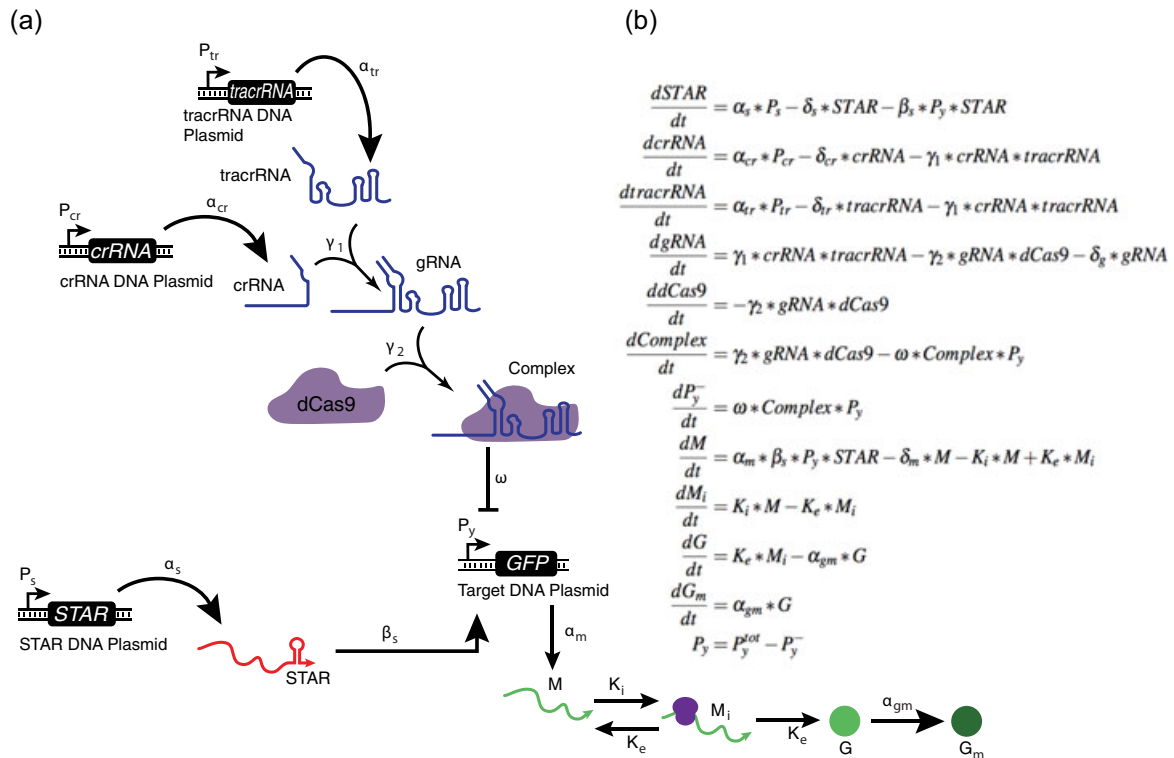 (a)
P_tr
α_tr
tracrRNA
tracrRNA DNA
Plasmid
tracrRNA
P_cr
α_cr
crRNA
crRNA DNA Plasmid
crRNA
γ_1
gRNA
γ_2
dCas9
Complex
ω
P_y
GFP
Target DNA Plasmid
P_s
α_s
STAR
STAR DNA Plasmid
STAR
β_s
α_m
M
K_i
K_e
M_i
K_e
G
α_gm
G_m
(b)
dSTAR/dt = α_s * P_s − δ_s * STAR − β_s * P_y * STAR
dcrRNA/dt = α_cr * P_cr − δ_cr * crRNA − γ_1 * crRNA * tracrRNA
dtracrRNA/dt = α_tr * P_tr − δ_tr * tracrRNA − γ_1 * crRNA * tracrRNA
dgRNA/dt = γ_1 * crRNA * tracrRNA − γ_2 * gRNA * dCas9 − δ_g * gRNA
ddCas9/dt = −γ_2 * gRNA * dCas9
dComplex/dt = γ_2 * gRNA * dCas9 − ω * Complex * P_y
dP_y^−/dt = ω * Complex * P_y
dM/dt = α_m * β_s * P_y * STAR − δ_m * M − K_i * M + K_e * M_i
dM_i/dt = K_i * M − K_e * M_i
dG/dt = K_e * M_i − α_gm * G
dG_m/dt = α_gm * G
P_y = P_y^tot − P_y^−